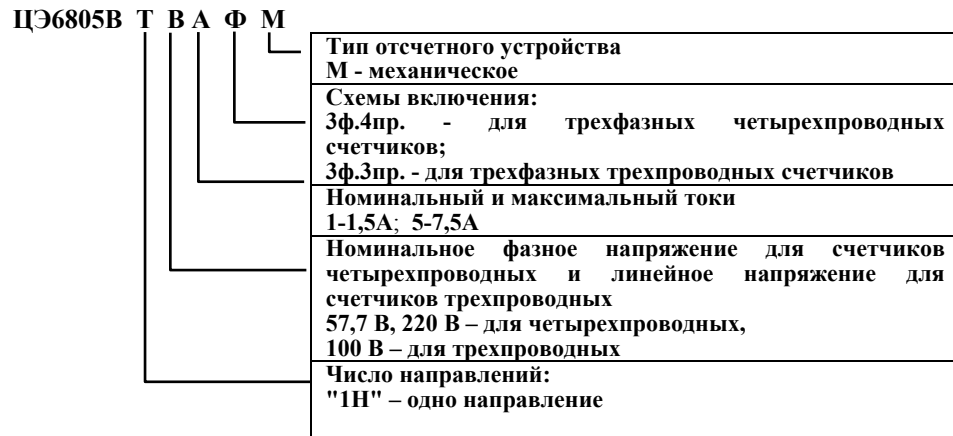 ЦЭ6805В Т В А Ф М
Тип отсчетного устройства
М - механическое
Схемы включения:
3ф.4пр. - для трехфазных четырехпроводных
счетчиков;
3ф.3пр. - для трехфазных трехпроводных счетчиков
Номинальный и максимальный токи
1-1,5А; 5-7,5А
Номинальное фазное напряжение для счетчиков
четырехпроводных и линейное напряжение для
счетчиков трехпроводных
57,7 В, 220 В – для четырехпроводных,
100 В – для трехпроводных
Число направлений:
"1Н" – одно направление